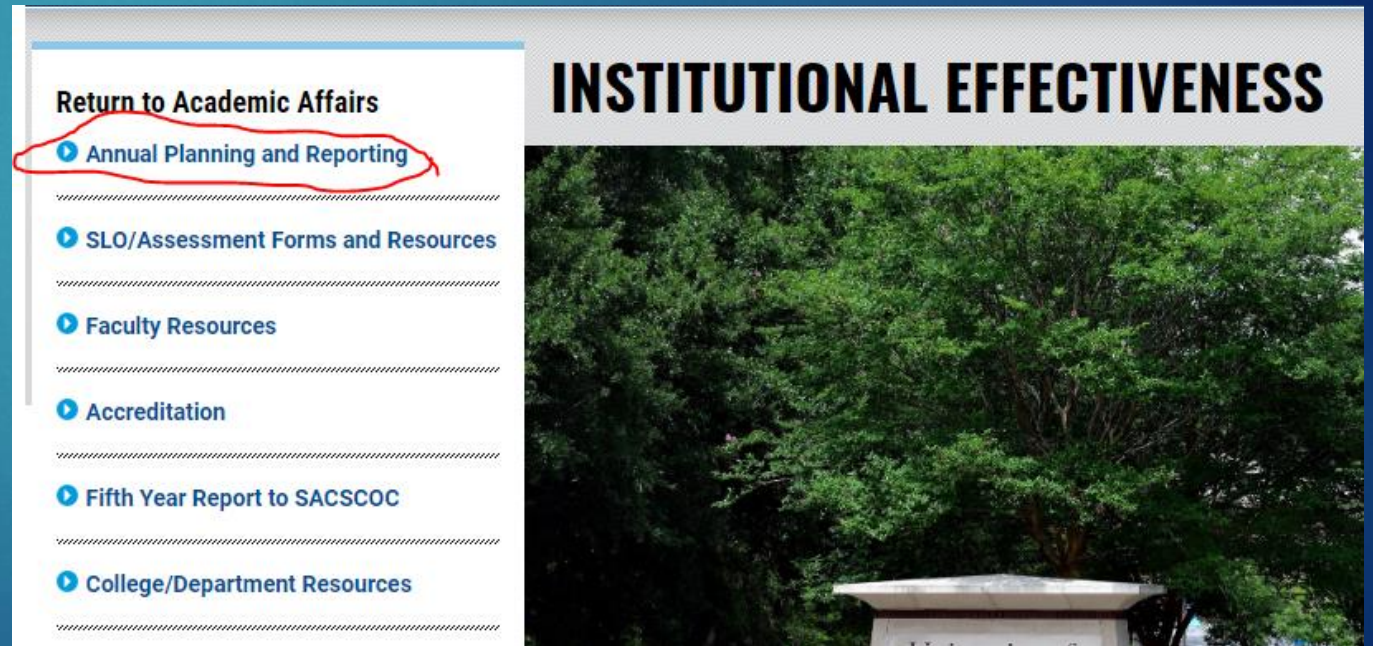 INSTITUTIONAL EFFECTIVENESS
Return to Academic Affairs
Annual Planning and Reporting
SLO/Assessment Forms and Resources
Faculty Resources
Accreditation
Fifth Year Report to SACSCOC
College/Department Resources